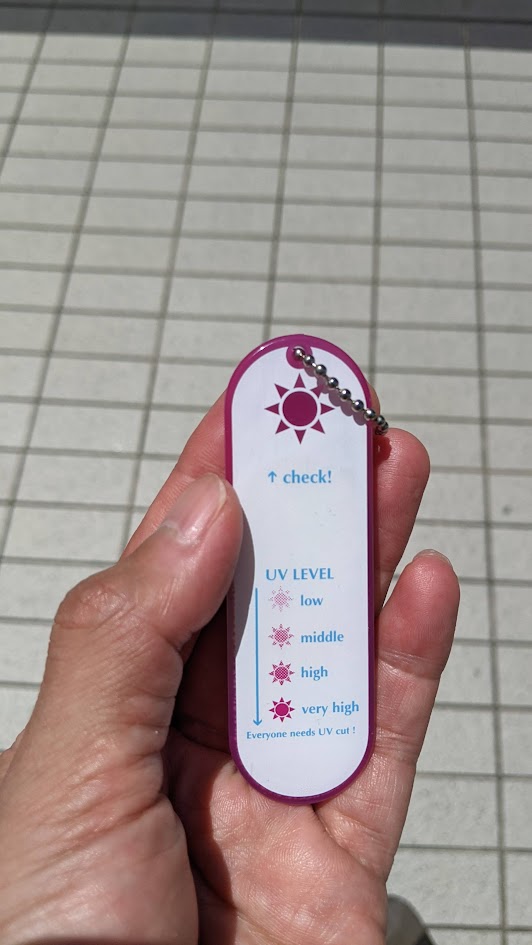 ↑ check!
UV LEVEL
low
middle
high
very high
Everyone needs UV cut !